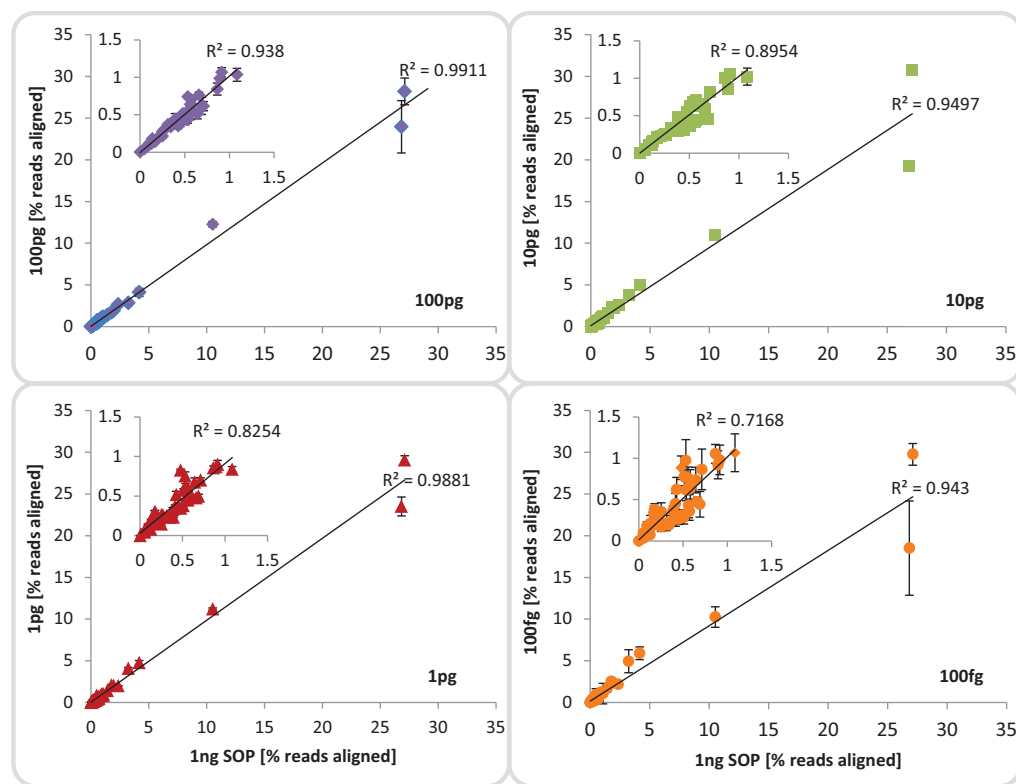 35
30
25
20
15
10
5
0
100pg [% reads aligned]
0 5 10 15 20 25 30 35
1.5
1
0.5
0
0 0.5 1 1.5
R² = 0.938
R² = 0.9911
100pg
35
30
25
20
15
10
5
0
10pg [% reads aligned]
0 5 10 15 20 25 30 35
1.5
1
0.5
0
0 0.5 1 1.5
R² = 0.8954
R² = 0.9497
10pg
35
30
25
20
15
10
5
0
1pg [% reads aligned]
0 5 10 15 20 25 30 35
1ng SOP [% reads aligned]
1.5
1
0.5
0
0 0.5 1 1.5
R² = 0.8254
R² = 0.9881
1pg
35
30
25
20
15
10
5
0
100fg [% reads aligned]
0 5 10 15 20 25 30 35
1ng SOP [% reads aligned]
1.5
1
0.5
0
0 0.5 1 1.5
R² = 0.7168
R² = 0.943
100fg